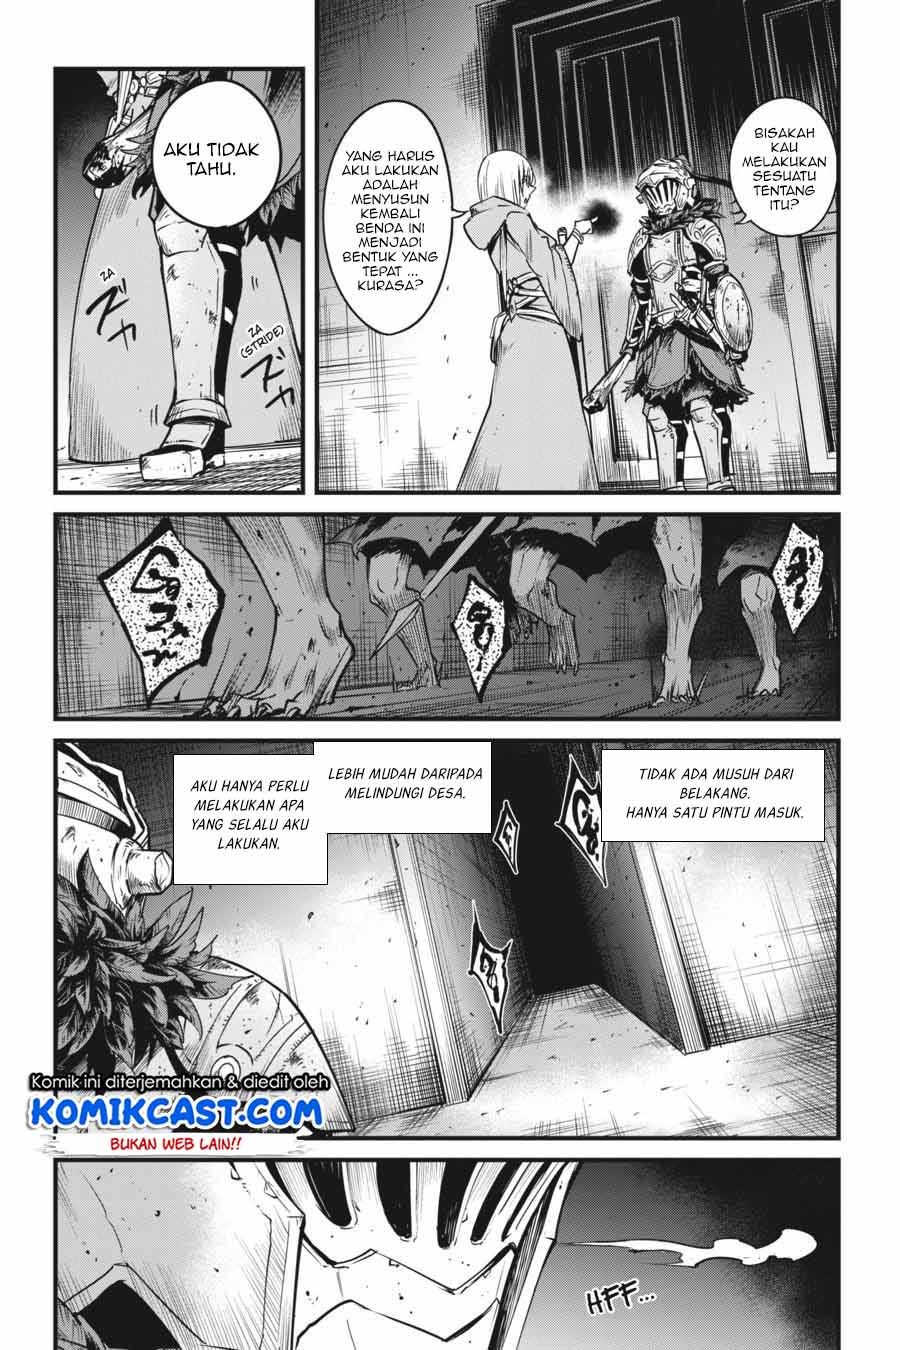 BISAKAH
KAU
MELAKUKAN
SESUATU
TENTANG
ITU?
YANG HARUS
AKU LAKUKAN
ADALAH
MENYUSUN
KEMBALI
BENDA INI
MENJADI
BENTUK YANG
TEPAT ...
KURASA?
AKU TIDAK
TAHU.
ZA
(STRIDE)
ZA
TIDAK ADA MUSUH DARI
BELAKANG.
HANYA SATU PINTU MASUK.
LEBIH MUDAH DARIPADA
MELINDUNGI DESA.
AKU HANYA PERLU
MELAKUKAN APA
YANG SELALU AKU
LAKUKAN.
Komik ini diterjemahkan & diedit oleh
KOMIKCAST.COM
BUKAN WEB LAIN!!
HFF...